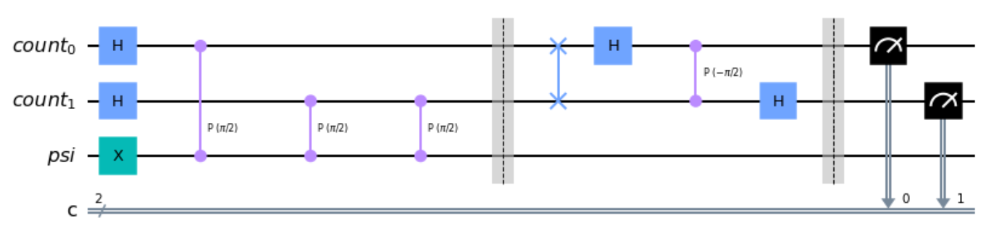 count₀ H H
P (−π/2)
count₁ H H
P (π/2) P (π/2) P (π/2)
psi X
2 0 1
c